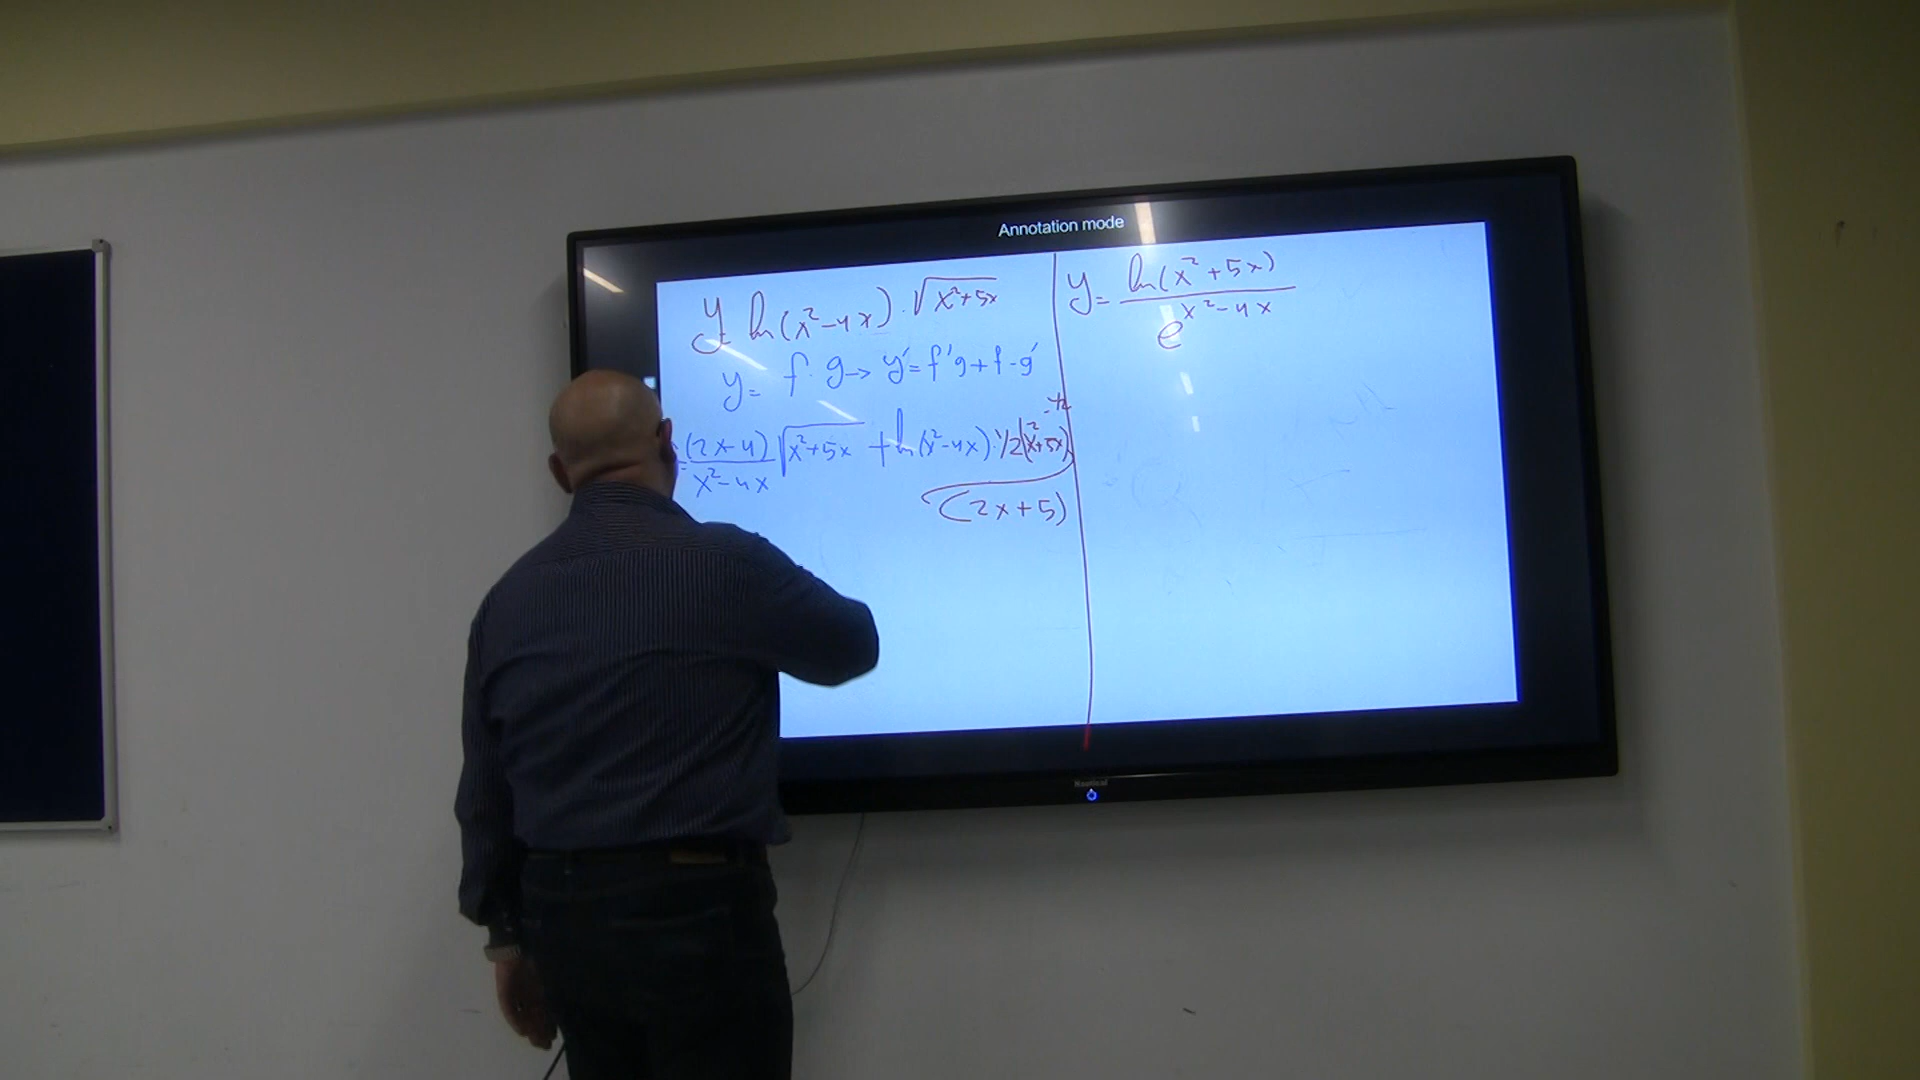 Annotation mode
y= ln(x²-4x) · √x²+5x
y= f · g → y'= f'g + f · g'
= (2x-4)/x²-4x √x²+5x + ln(x²-4x) · 1/2(x²+5x)^-1/2
(2x+5)
y= ln(x²+5x)/e^x²-4x